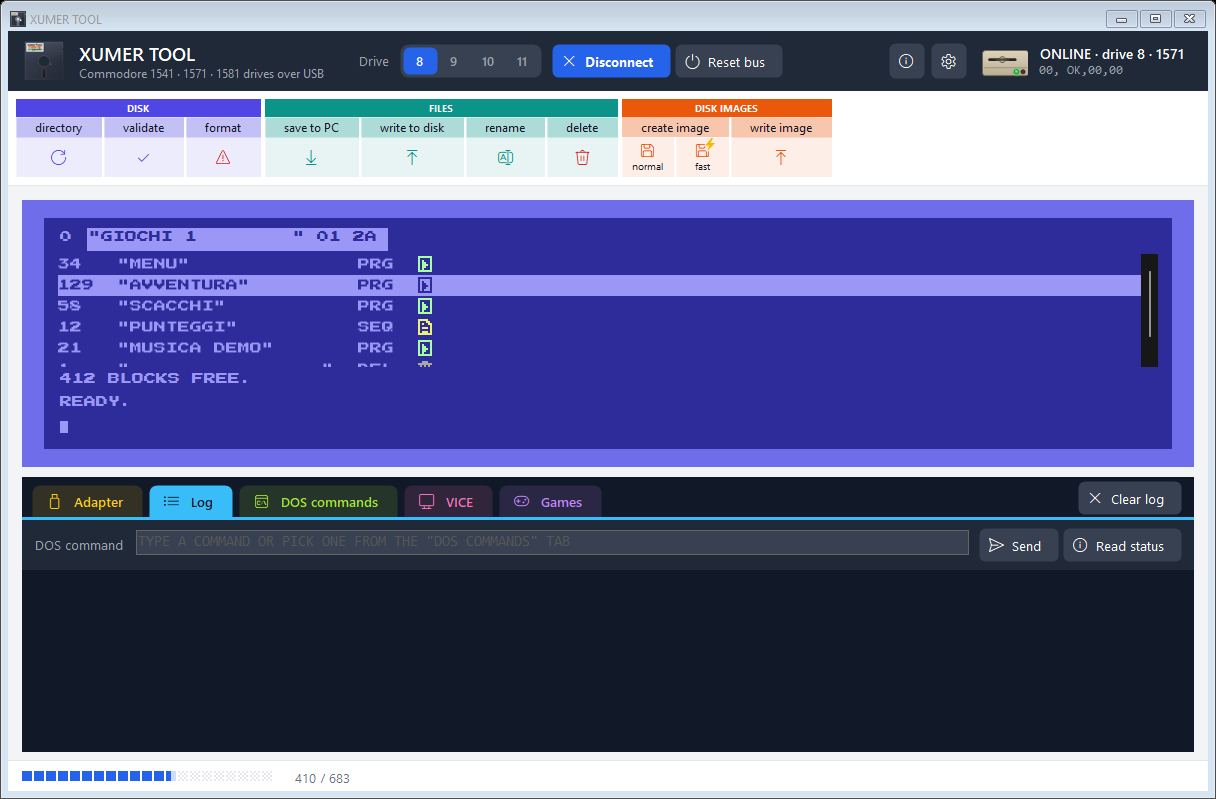 XUMER TOOL
XUMER TOOL
Commodore 1541 · 1571 · 1581 drives over USB
Drive 8 9 10 11
Disconnect
Reset bus
ONLINE · drive 8 · 1571
00, OK,00,00
DISK
directory validate format
FILES
save to PC write to disk rename delete
DISK IMAGES
create image write image
normal fast
0 "GIOCHI 1 " 01 2A
34 "MENU" PRG
129 "AVVENTURA" PRG
58 "SCACCHI" PRG
12 "PUNTEGGI" SEQ
21 "MUSICA DEMO" PRG
412 BLOCKS FREE.
READY.
Adapter Log DOS commands VICE Games
Clear log
DOS command
TYPE A COMMAND OR PICK ONE FROM THE "DOS COMMANDS" TAB
Send
Read status
410 / 683